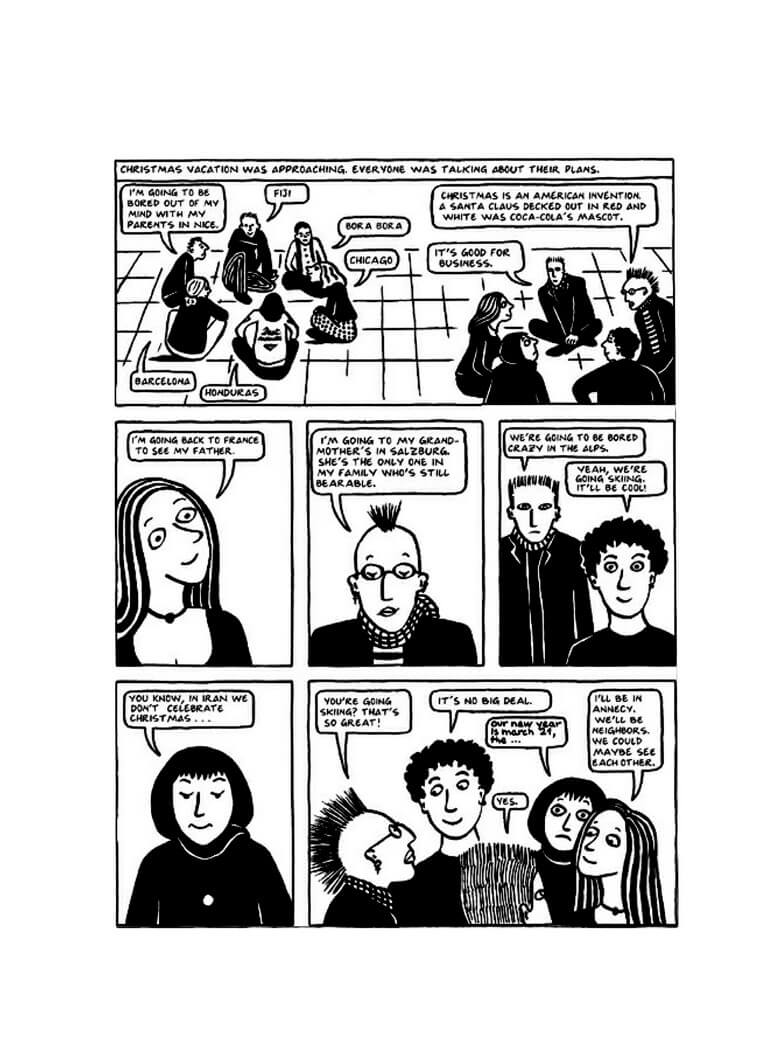 CHRISTMAS VACATION WAS APPROACHING. EVERYONE WAS TALKING ABOUT THEIR PLANS.
I'M GOING TO BE
BORED OUT OF MY
MIND WITH MY
PARENTS IN NICE.
FIJI
BORA BORA
CHICAGO
BARCELONA
HONDURAS
CHRISTMAS IS AN AMERICAN INVENTION.
A SANTA CLAUS DECKED OUT IN RED AND
WHITE WAS COCA-COLA'S MASCOT.
IT'S GOOD FOR
BUSINESS.
I'M GOING BACK TO FRANCE
TO SEE MY FATHER.
I'M GOING TO MY GRAND-
MOTHER'S IN SALZBURG.
SHE'S THE ONLY ONE IN
MY FAMILY WHO'S STILL
BEARABLE.
WE'RE GOING TO BE BORED
CRAZY IN THE ALPS.
YEAH, WE'RE
GOING SKIING.
IT'LL BE COOL!
YOU KNOW, IN IRAN WE
DON'T CELEBRATE
CHRISTMAS . . .
YOU'RE GOING
SKIING? THAT'S
SO GREAT!
IT'S NO BIG DEAL.
our new year
is march 21,
the ...
YES.
I'LL BE IN
ANNECY.
WE'LL BE
NEIGHBORS.
WE COULD
MAYBE SEE
EACH OTHER.